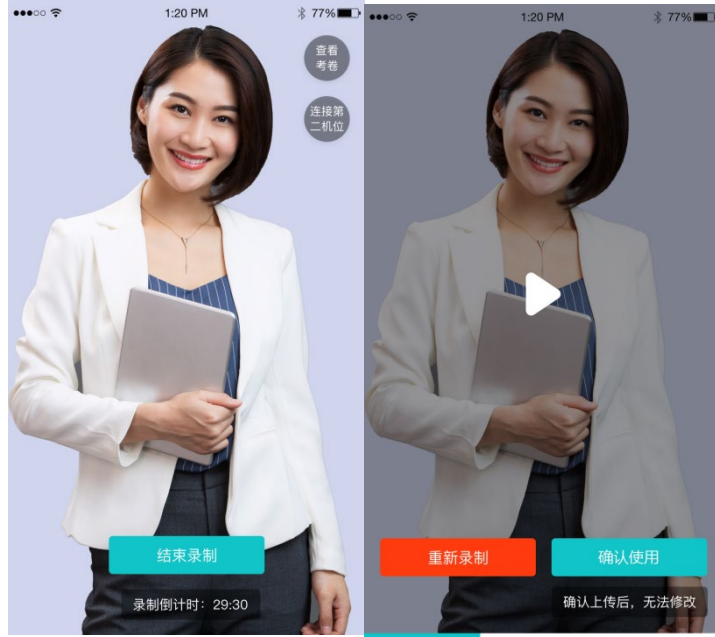 1:20 PM
77%
查看
考卷
连接第
二机位
结束录制
录制倒计时：29:30
1:20 PM
77%
重新录制
确认使用
确认上传后，无法修改